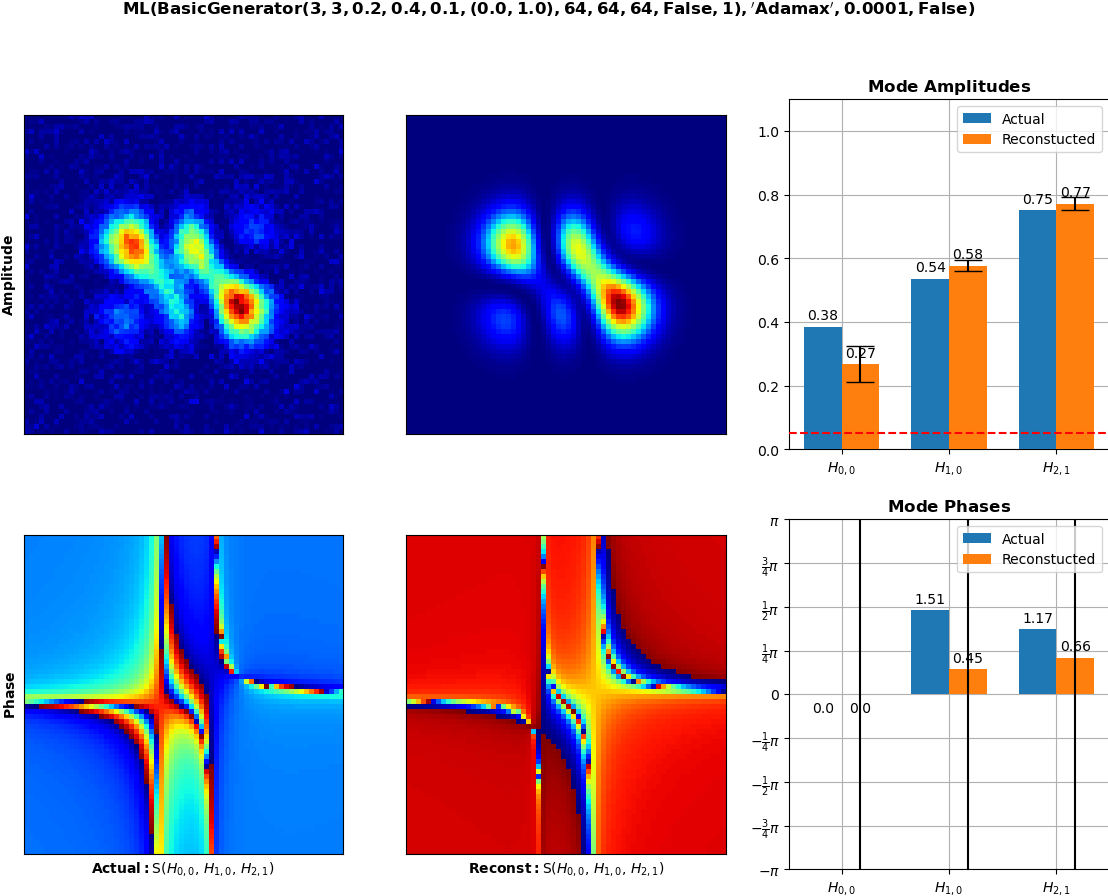 ML(BasicGenerator(3, 3, 0.2, 0.4, 0.1, (0.0, 1.0), 64, 64, 64, False, 1), 'Adamax', 0.0001, False)
Amplitude
Mode Amplitudes
Actual
Reconstucted
1.0
0.8
0.6
0.4
0.2
0.0
0.38
0.27
0.54
0.58
0.75
0.77
H0,0
H1,0
H2,1
Phase
Actual: S(H0,0, H1,0, H2,1)
Reconst: S(H0,0, H1,0, H2,1)
Mode Phases
Actual
Reconstucted
π
3/4π
1/2π
1/4π
0
−1/4π
−1/2π
−3/4π
−π
0.0
0.0
1.51
0.45
1.17
0.66
H0,0
H1,0
H2,1